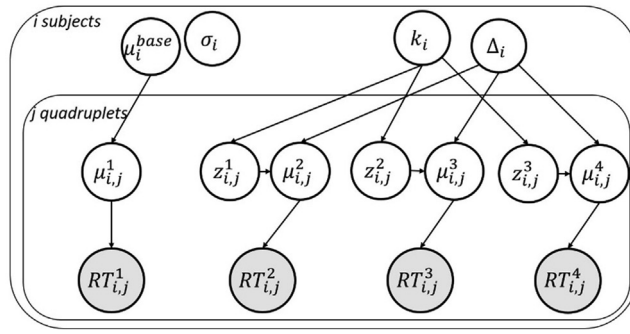 i subjects
μ_i^{base} σ_i k_i Δ_i
j quadruplets
μ_{i,j}^1 z_{i,j}^1 μ_{i,j}^2 z_{i,j}^2 μ_{i,j}^3 z_{i,j}^3 μ_{i,j}^4
RT_{i,j}^1 RT_{i,j}^2 RT_{i,j}^3 RT_{i,j}^4